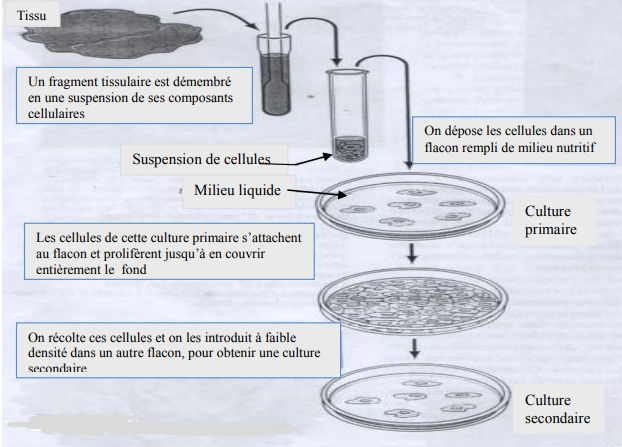 Tissu
Un fragment tissulaire est démembré
en une suspension de ses composants
cellulaires
On dépose les cellules dans un
flacon rempli de milieu nutritif
Suspension de cellules
Milieu liquide
Culture
primaire
Les cellules de cette culture primaire s’attachent
au flacon et prolifèrent jusqu’à en couvrir
entièrement le fond
On récolte ces cellules et on les introduit à faible
densité dans un autre flacon, pour obtenir une culture
secondaire
Culture
secondaire